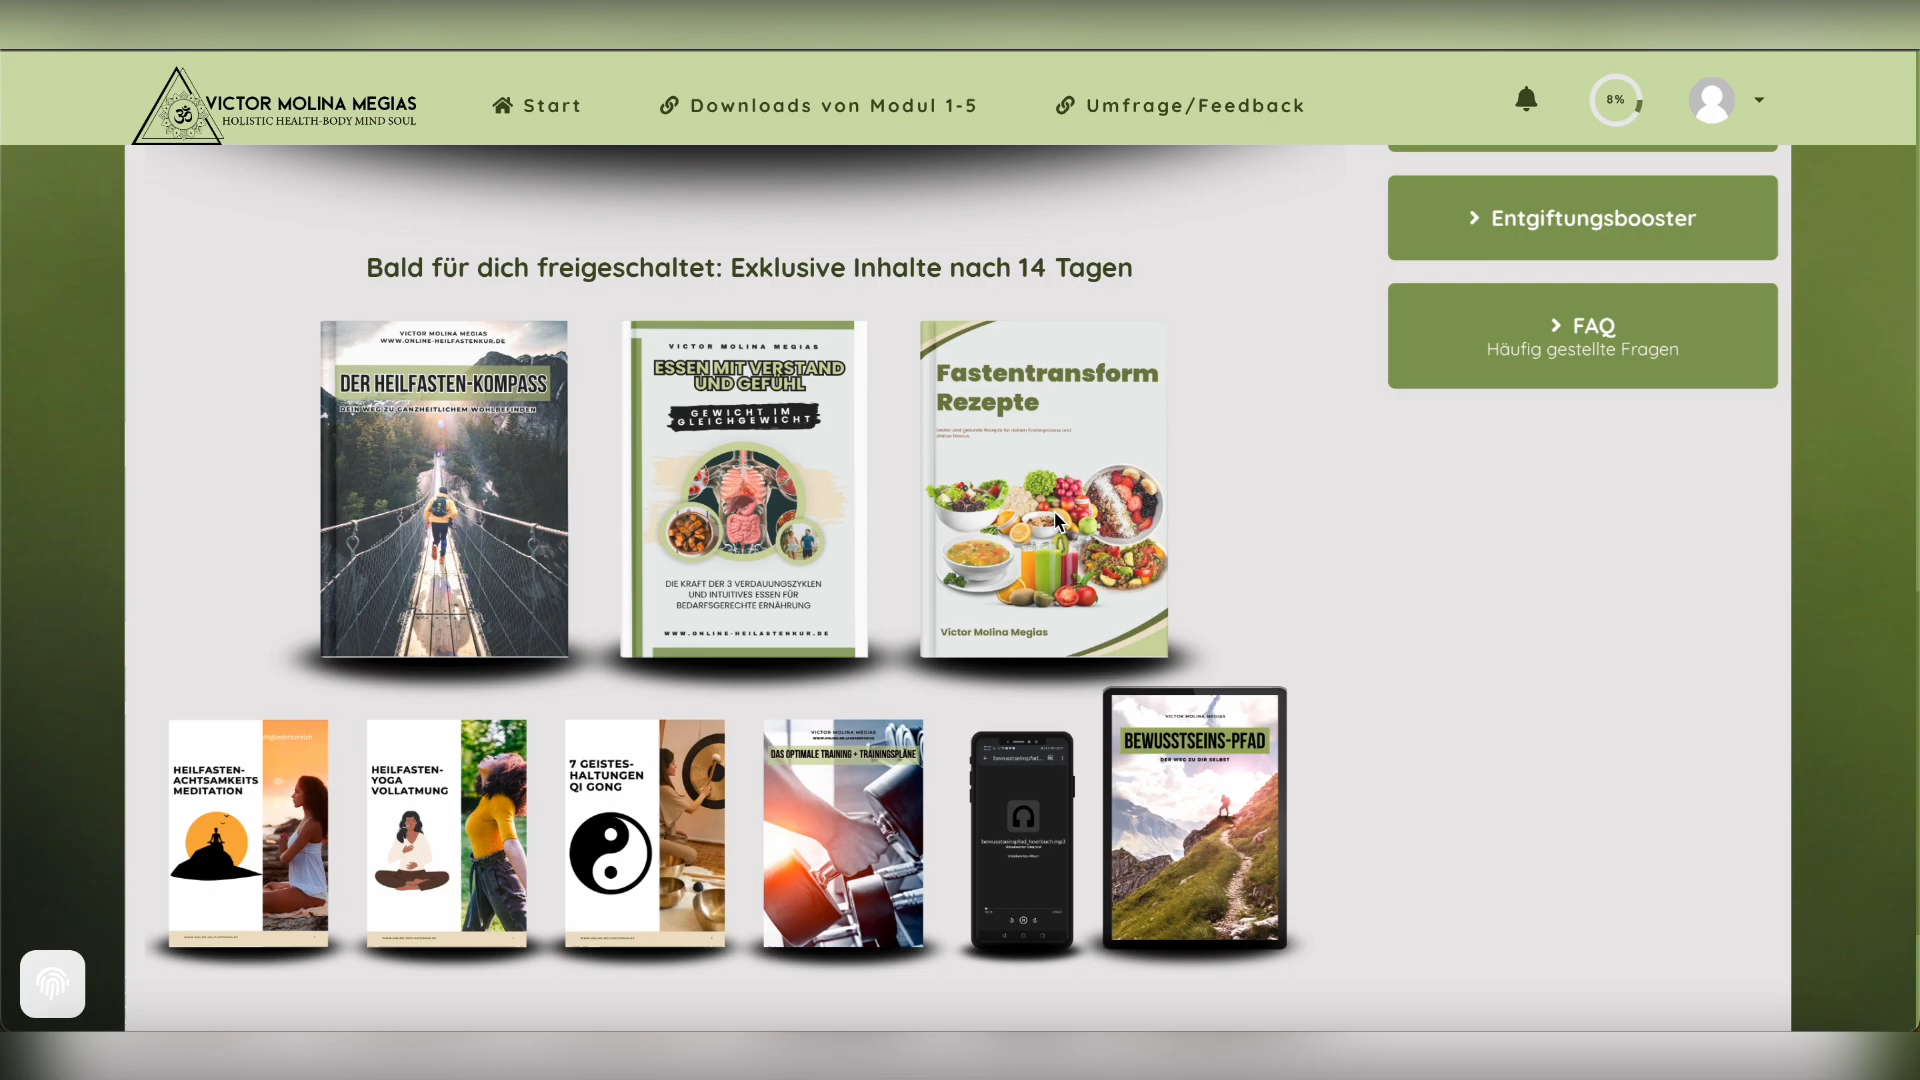 VICTOR MOLINA MEGIAS
HOLISTIC HEALTH-BODY MIND SOUL
Start
Downloads von Modul 1-5
Umfrage/Feedback
8%
Entgiftungsbooster
FAQ
Häufig gestellte Fragen
Bald für dich freigeschaltet: Exklusive Inhalte nach 14 Tagen
VICTOR MOLINA MEGIAS
WWW.ONLINE-HEILFASTENKUR.DE
DER HEILFASTEN-KOMPASS
DEIN WEG ZU GANZHEITLICHEM WOHLBEFINDEN
VICTOR MOLINA MEGIAS
ESSEN MIT VERSTAND
UND GEFÜHL
GEWICHT IM
GLEICHGEWICHT
DIE KRAFT DER 3 VERDAUUNGSZYKLEN
UND INTUITIVES ESSEN FÜR
BEDARFSGERECHTE ERNÄHRUNG
WWW.ONLINE-HEILASTENKUR.DE
Fastentransform
Rezepte
Victor Molina Megias
HEILFASTEN-
ACHTSAMKEITS
MEDITATION
HEILFASTEN-
YOGA
VOLLATMUNG
7 GEISTES-
HALTUNGEN
QI GONG
VICTOR MOLINA MEGIAS
DAS OPTIMALE TRAINING + TRAININGSPLÄNE
bewusstseinspfad...
bewusstseinspfad_hoerbuch.mp3
VICTOR MOLINA MEGIAS
BEWUSSTSEINS-PFAD
DER WEG ZU DIR SELBST